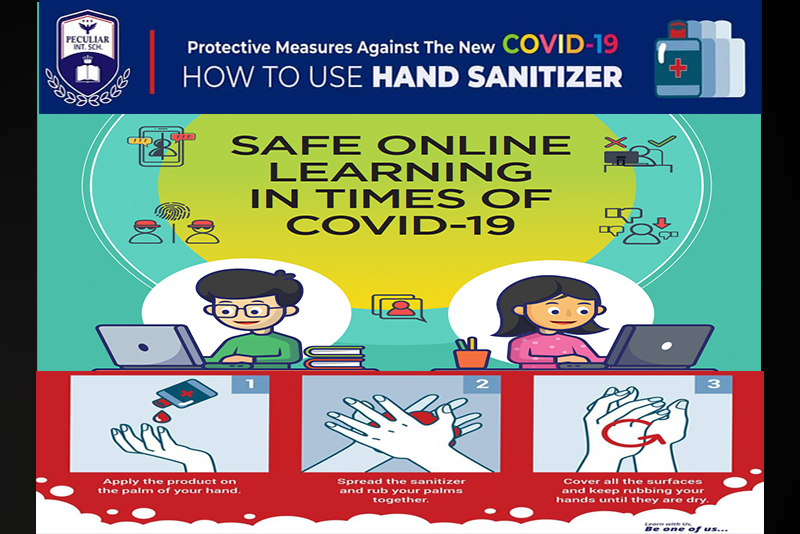 PECULIAR
INT. SCH.
Protective Measures Against The New COVID-19
HOW TO USE HAND SANITIZER
SAFE ONLINE
LEARNING
IN TIMES OF
COVID-19
1
Apply the product on
the palm of your hand.
2
Spread the sanitizer
and rub your palms
together.
3
Cover all the surfaces
and keep rubbing your
hands until they are dry.
Learn with Us,
Be one of us...